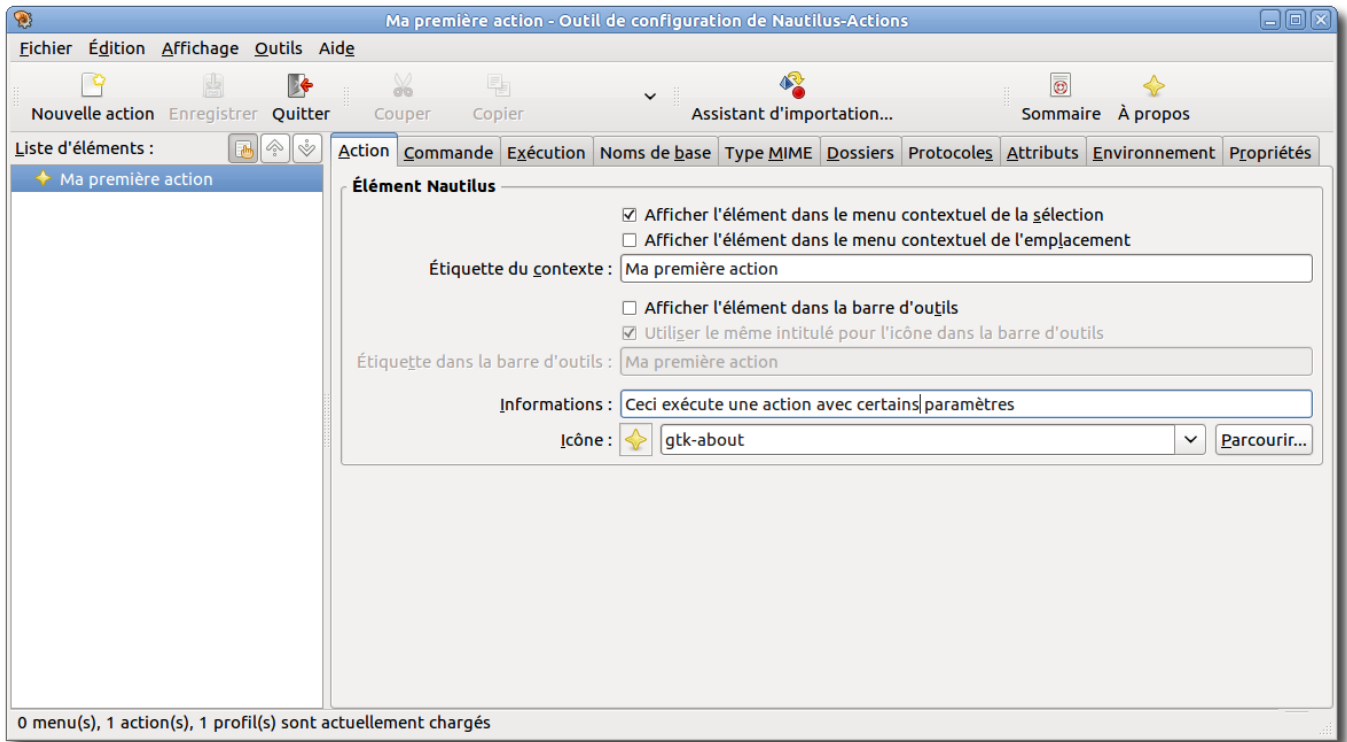 Ma première action - Outil de configuration de Nautilus-Actions
Fichier Édition Affichage Outils Aide
Nouvelle action Enregistrer Quitter Couper Copier Assistant d'importation... Sommaire À propos
Liste d'éléments :
Ma première action
Action Commande Exécution Noms de base Type MIME Dossiers Protocoles Attributs Environnement Propriétés
Élément Nautilus
Afficher l'élément dans le menu contextuel de la sélection
Afficher l'élément dans le menu contextuel de l'emplacement
Étiquette du contexte : Ma première action
Afficher l'élément dans la barre d'outils
Utiliser le même intitulé pour l'icône dans la barre d'outils
Étiquette dans la barre d'outils : Ma première action
Informations : Ceci exécute une action avec certains paramètres
Icône : gtk-about Parcourir...
0 menu(s), 1 action(s), 1 profil(s) sont actuellement chargés